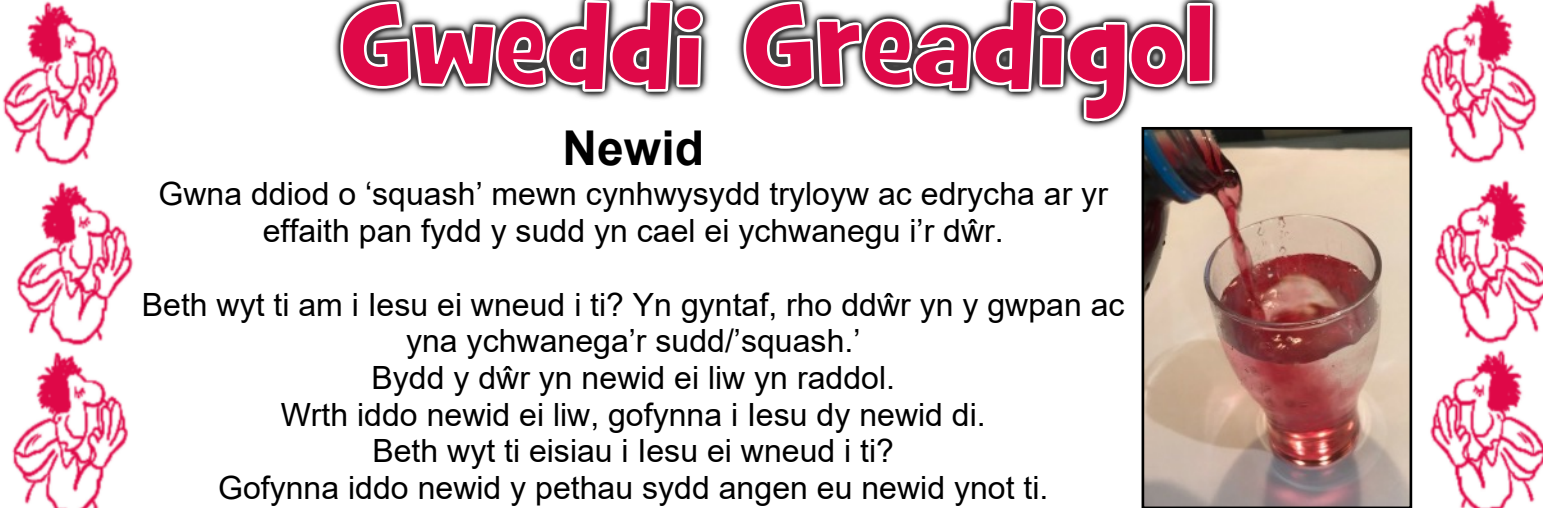 Gweddi Greadigol
Newid
Gwna ddiod o ‘squash’ mewn cynhwysydd tryloyw ac edrycha ar yr
effaith pan fydd y sudd yn cael ei ychwanegu i’r dŵr.
Beth wyt ti am i Iesu ei wneud i ti? Yn gyntaf, rho ddŵr yn y gwpan ac
yna ychwanega’r sudd/’squash.’
Bydd y dŵr yn newid ei liw yn raddol.
Wrth iddo newid ei liw, gofynna i Iesu dy newid di.
Beth wyt ti eisiau i Iesu ei wneud i ti?
Gofynna iddo newid y pethau sydd angen eu newid ynot ti.